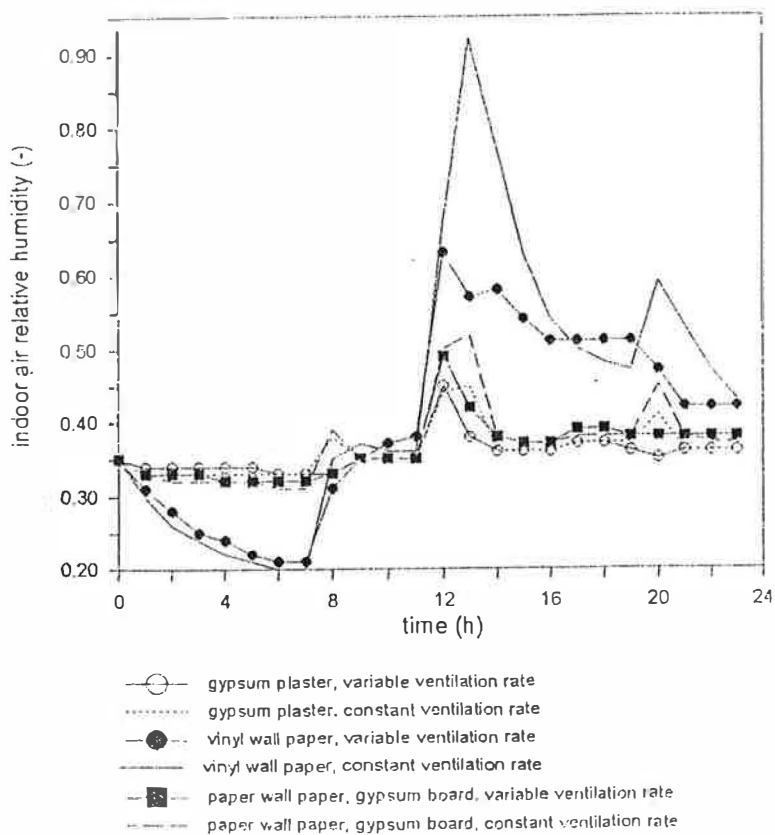 0.90
0.80
0.70
0.60
0.50
0.40
0.30
0.20
indoor air relative humidity (-)
0 4 8 12 16 20 24
time (h)
gypsum plaster, variable ventilation rate
gypsum plaster, constant ventilation rate
vinyl wall paper, variable ventilation rate
vinyl wall paper, constant ventilation rate
paper wall paper, gypsum board, variable ventilation rate
paper wall paper, gypsum board, constant ventilation rate